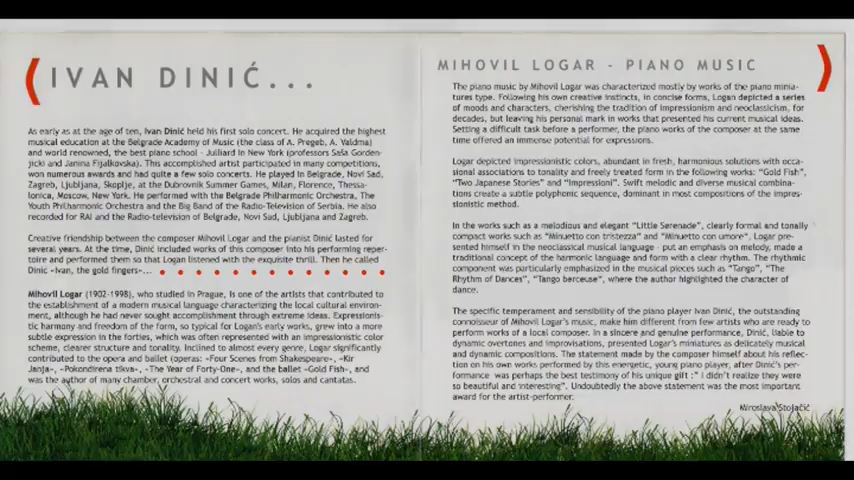 IVAN DINIĆ...
As early as at the age of ten, Ivan Dinić held his first solo concert. He acquired the highest
musical education at the Belgrade Academy of Music (the class of A. Pregeb, A. Valdma)
and world renowned, the best piano school - Juilliard in New York (professors Saša Gorden-
jicki and Janina Fijalkovska). This accomplished artist participated in many competitions,
won numerous awards and had quite a few solo concerts. He played in Belgrade, Novi Sad,
Zagreb, Ljubljana, Skoplje, at the Dubrovnik Summer Games, Milan, Florence, Thessa-
lonica, Moscow, New York. He performed with the Belgrade Philharmonic Orchestra, The
Youth Philharmonic Orchestra and the Big Band of the Radio-Television of Serbia. He also
recorded for RAI and the Radio-television of Belgrade, Novi Sad, Ljubljana and Zagreb.
Creative friendship between the composer Mihovil Logar and the pianist Dinić lasted for
several years. At the time, Dinić included works of this composer into his performing reper-
toire and performed them so that Logan listened with the exquisite thrill. Then he called
Dinić «Ivan, the gold fingers»...
Mihovil Logar (1902-1998), who studied in Prague, is one of the artists that contributed to
the establishment of a modern musical language characterizing the local cultural environ-
ment, although he had never sought accomplishment through extreme ideas. Expressionis-
tic harmony and freedom of the form, so typical for Logan's early works, grew into a more
subtle expression in the forties, which was often represented with an impressionistic color
scheme, clearer structure and tonality. Inclined to almost every genre, Logar significantly
contributed to the opera and ballet (operas: «Four Scenes from Shakespeare», «Kir
Janja», «Pokondirena tikva», «The Year of Forty-One», and the ballet «Gold Fish», and
was the author of many chamber, orchestral and concert works, solos and cantatas.
MIHOVIL LOGAR - PIANO MUSIC
The piano music by Mihovil Logar was characterized mostly by works of the piano minia-
tures type. Following his own creative instincts, in concise forms, Logan depicted a series
of moods and characters, cherishing the tradition of impressionism and neoclassicism, for
decades, but leaving his personal mark in works that presented his current musical ideas.
Setting a difficult task before a performer, the piano works of the composer at the same
time offered an immense potential for expressions.
Logar depicted impressionistic colors, abundant in fresh, harmonious solutions with occa-
sional associations to tonality and freely treated form in the following works: "Gold Fish",
"Two Japanese Stories" and "Impressioni". Swift melodic and diverse musical combina-
tions create a subtle polyphonic sequence, dominant in most compositions of the impres-
sionistic method.
In the works such as a melodious and elegant "Little Serenade", clearly formal and tonally
compact works such as "Minuetto con tristezza" and "Minuetto con umore", Logar pre-
sented himself in the neoclassical musical language - put an emphasis on melody, made a
traditional concept of the harmonic language and form with a clear rhythm. The rhythmic
component was particularly emphasized in the musical pieces such as "Tango", "The
Rhythm of Dances", "Tango berceuse", where the author highlighted the character of
dance.
The specific temperament and sensibility of the piano player Ivan Dinić, the outstanding
connoisseur of Mihovil Logar's music, make him different from few artists who are ready to
perform works of a local composer. In a sincere and genuine performance, Dinić, liable to
dynamic overtones and improvisations, presented Logar's miniatures as delicately musical
and dynamic compositions. The statement made by the composer himself about his reflec-
tion on his own works performed by this energetic, young piano player, after Dinić's per-
formance was perhaps the best testimony of his unique gift :" I didn't realize they were
so beautiful and interesting". Undoubtedly the above statement was the most important
award for the artist-performer.
Miroslava Stojačić